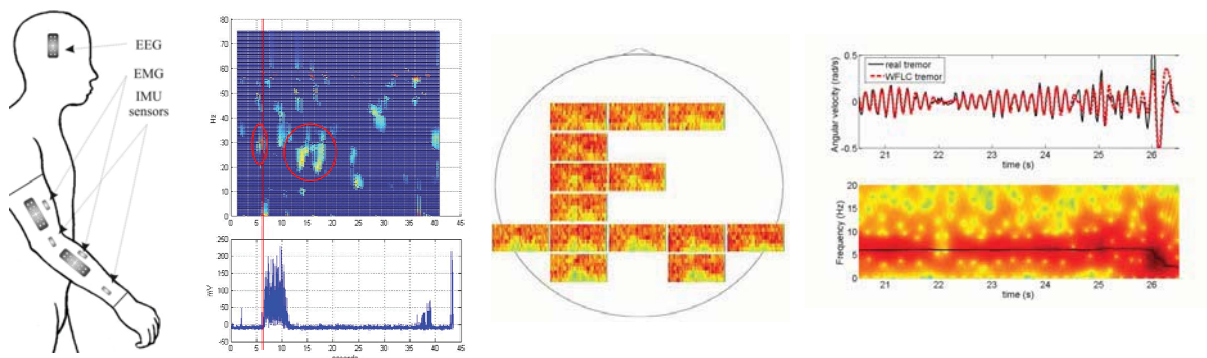 EEG
EMG
IMU
sensors
80
70
60
50
40
30
20
10
0
Hz
0 5 10 15 20 25 30 35 40 45
250
200
150
100
50
0
-50
mV
0 5 10 15 20 25 30 35 40 45
seconds
0.5
0
-0.5
Angular velocity (rad/s)
real tremor
WFLC tremor
21 22 23 24 25 26
time (s)
20
15
10
5
0
Frequency (Hz)
21 22 23 24 25 26
time (s)